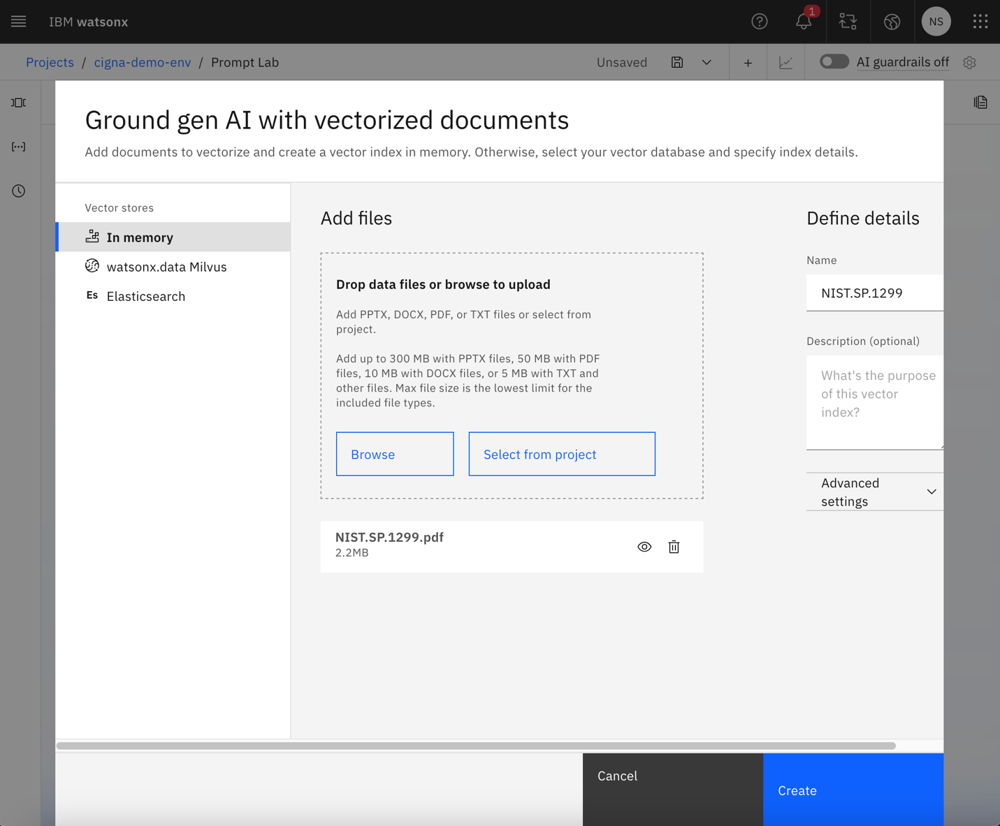 IBM watsonx
1
NS
Projects / cigna-demo-env / Prompt Lab
Unsaved
AI guardrails off
Ground gen AI with vectorized documents
Add documents to vectorize and create a vector index in memory. Otherwise, select your vector database and specify index details.
Vector stores
In memory
watsonx.data Milvus
Es Elasticsearch
Add files
Drop data files or browse to upload
Add PPTX, DOCX, PDF, or TXT files or select from
project.
Add up to 300 MB with PPTX files, 50 MB with PDF
files, 10 MB with DOCX files, or 5 MB with TXT and
other files. Max file size is the lowest limit for the
included file types.
Browse
Select from project
NIST.SP.1299.pdf
2.2MB
Define details
Name
NIST.SP.1299
Description (optional)
What's the purpose
of this vector
index?
Advanced
settings
Cancel
Create